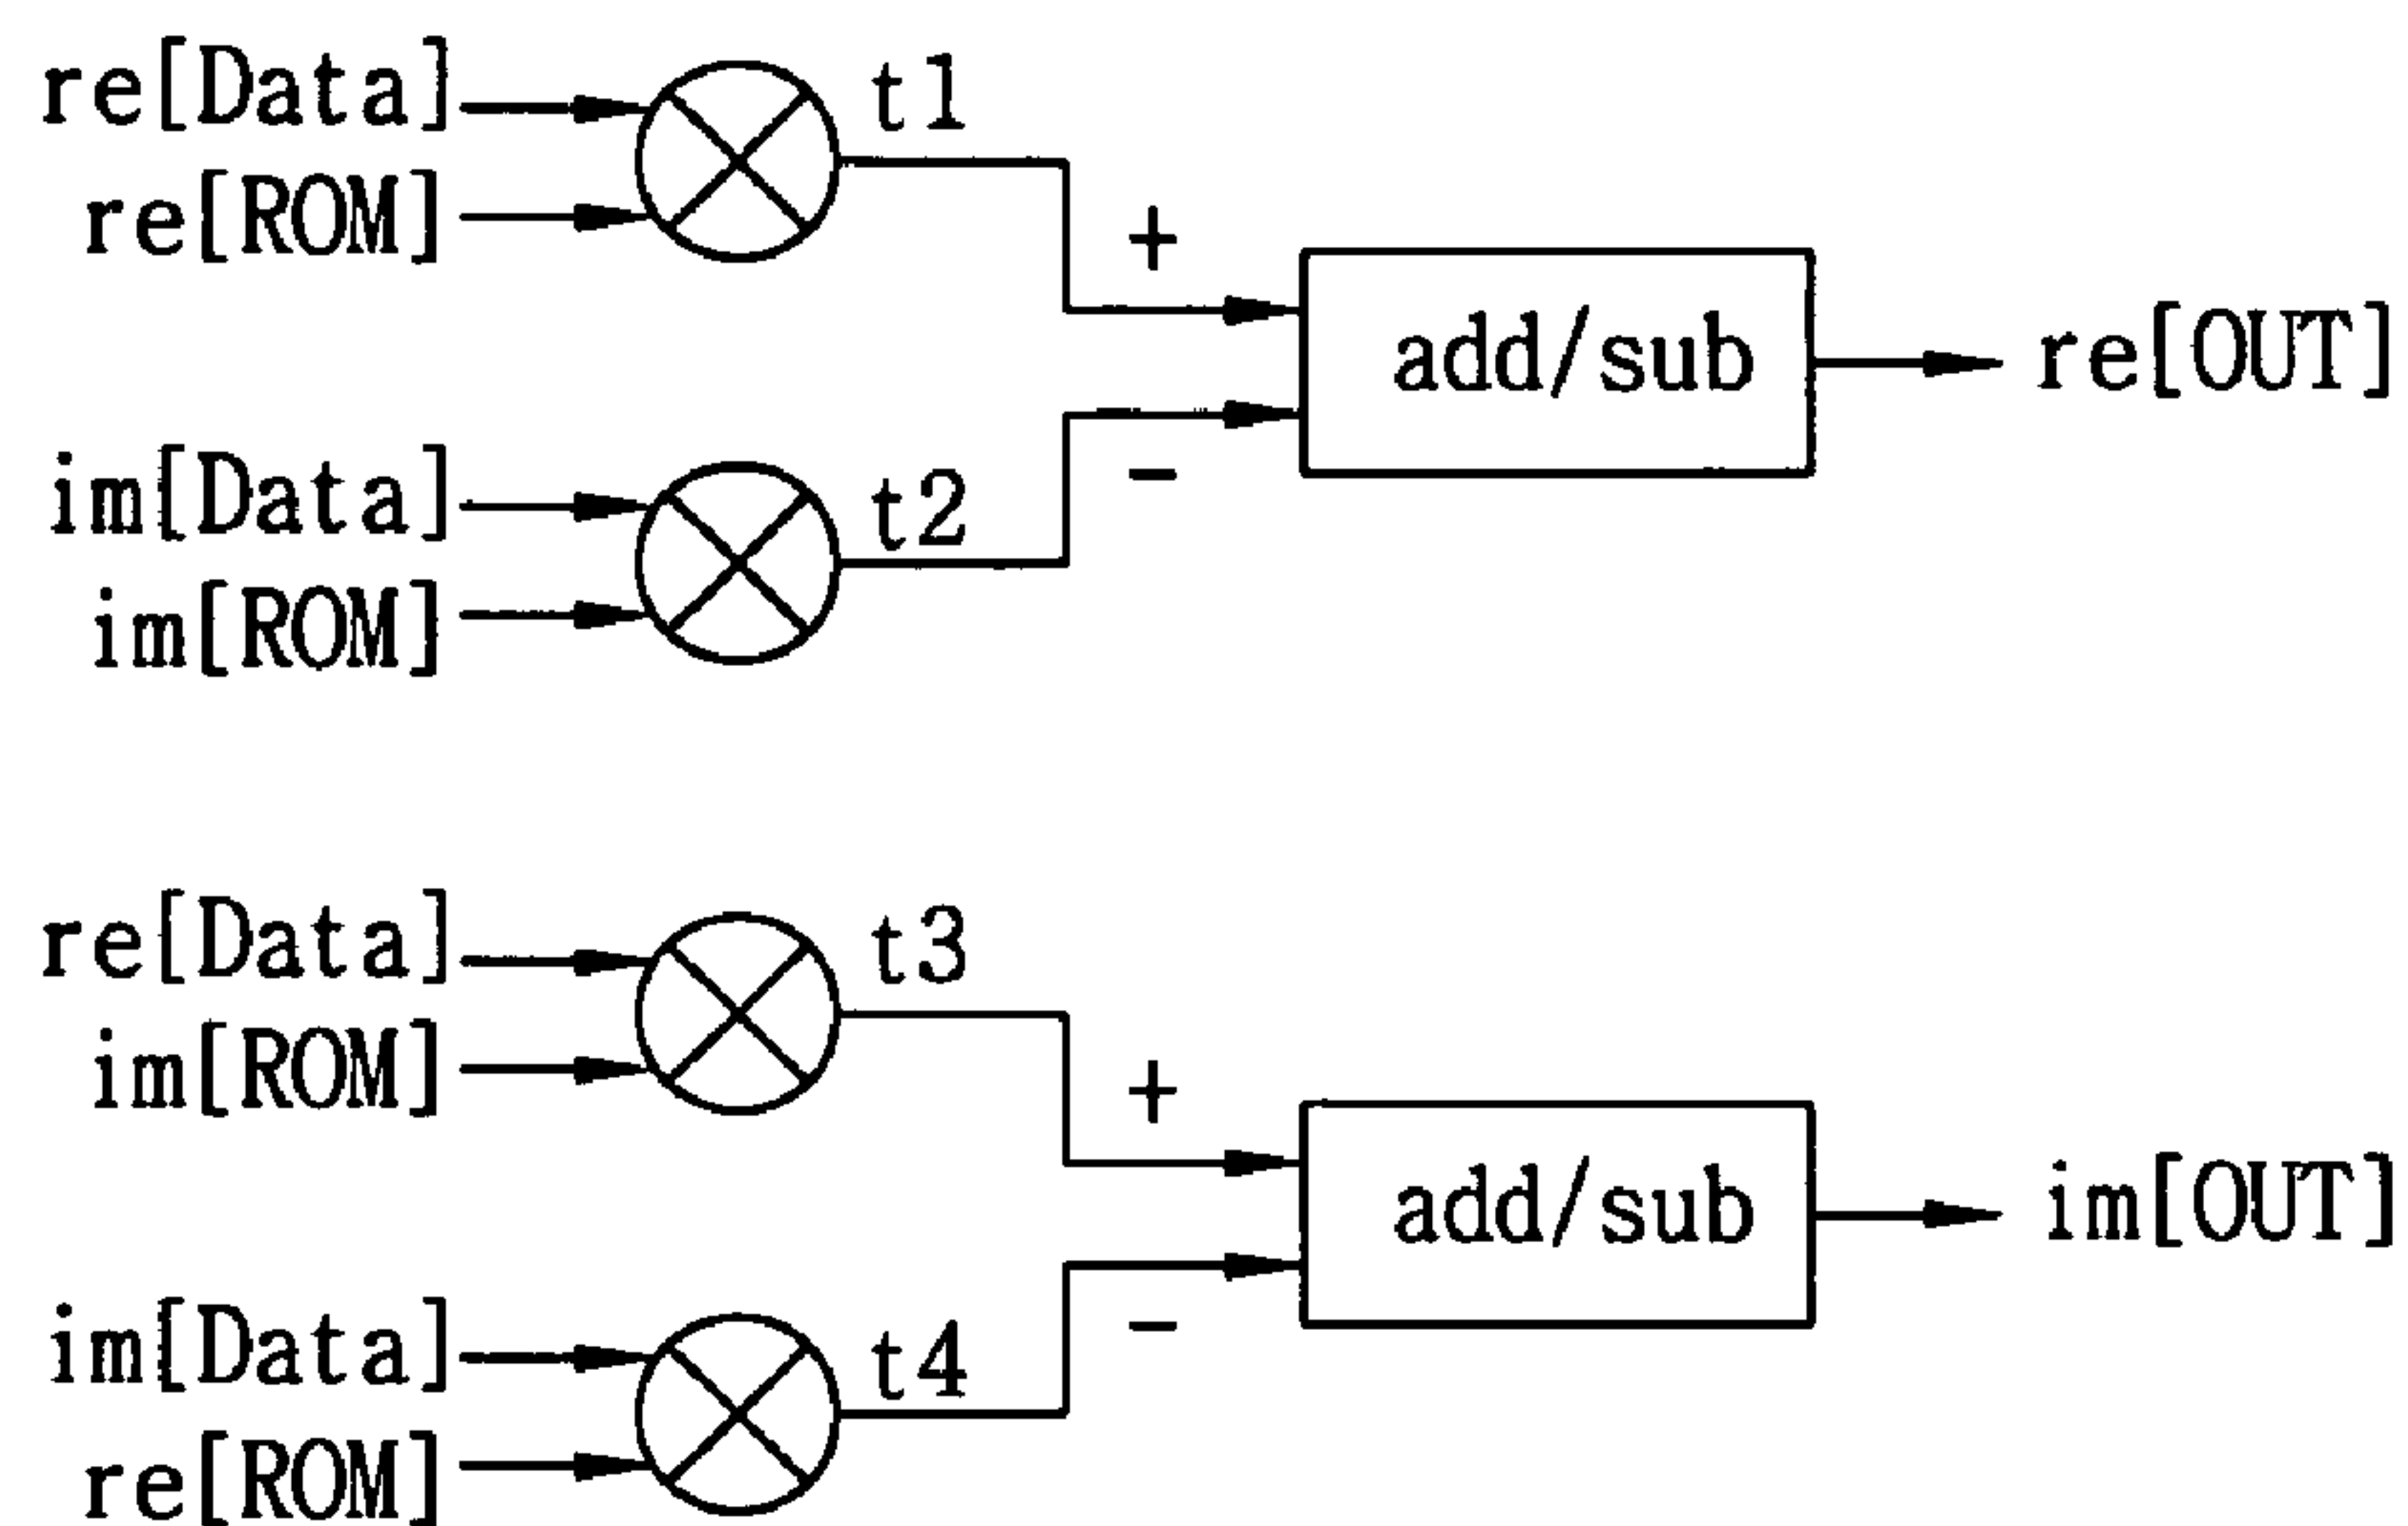 re[Data]
t1
re[ROM]
+
add/sub
re[OUT]
im[Data]
t2
-
im[ROM]
re[Data]
t3
im[ROM]
+
add/sub
im[OUT]
im[Data]
t4
-
re[ROM]